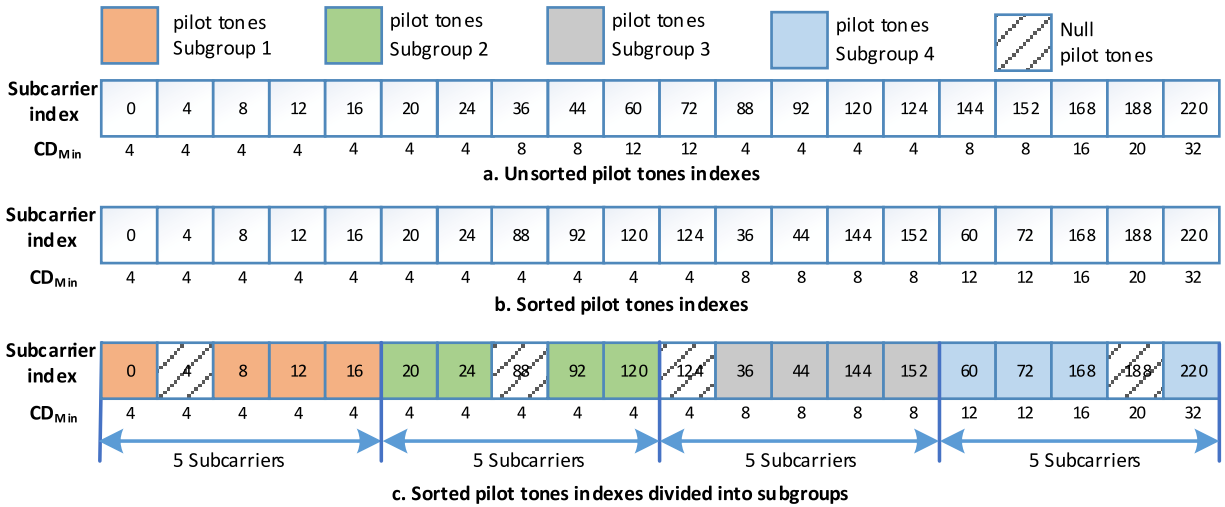 pilot tones
Subgroup 1
pilot tones
Subgroup 2
pilot tones
Subgroup 3
pilot tones
Subgroup 4
Null
pilot tones
Subcarrier
index
0 4 8 12 16 20 24 36 44 60 72 88 92 120 124 144 152 168 188 220
CDMin 4 4 4 4 4 4 4 8 8 12 12 4 4 4 4 8 8 16 20 32
a. Unsorted pilot tones indexes
Subcarrier
index
0 4 8 12 16 20 24 88 92 120 124 36 44 144 152 60 72 168 188 220
CDMin 4 4 4 4 4 4 4 4 4 4 4 8 8 8 8 12 12 16 20 32
b. Sorted pilot tones indexes
Subcarrier
index
0 4 8 12 16 20 24 88 92 120 124 36 44 144 152 60 72 168 188 220
CDMin 4 4 4 4 4 4 4 4 4 4 4 8 8 8 8 12 12 16 20 32
5 Subcarriers 5 Subcarriers 5 Subcarriers 5 Subcarriers
c. Sorted pilot tones indexes divided into subgroups